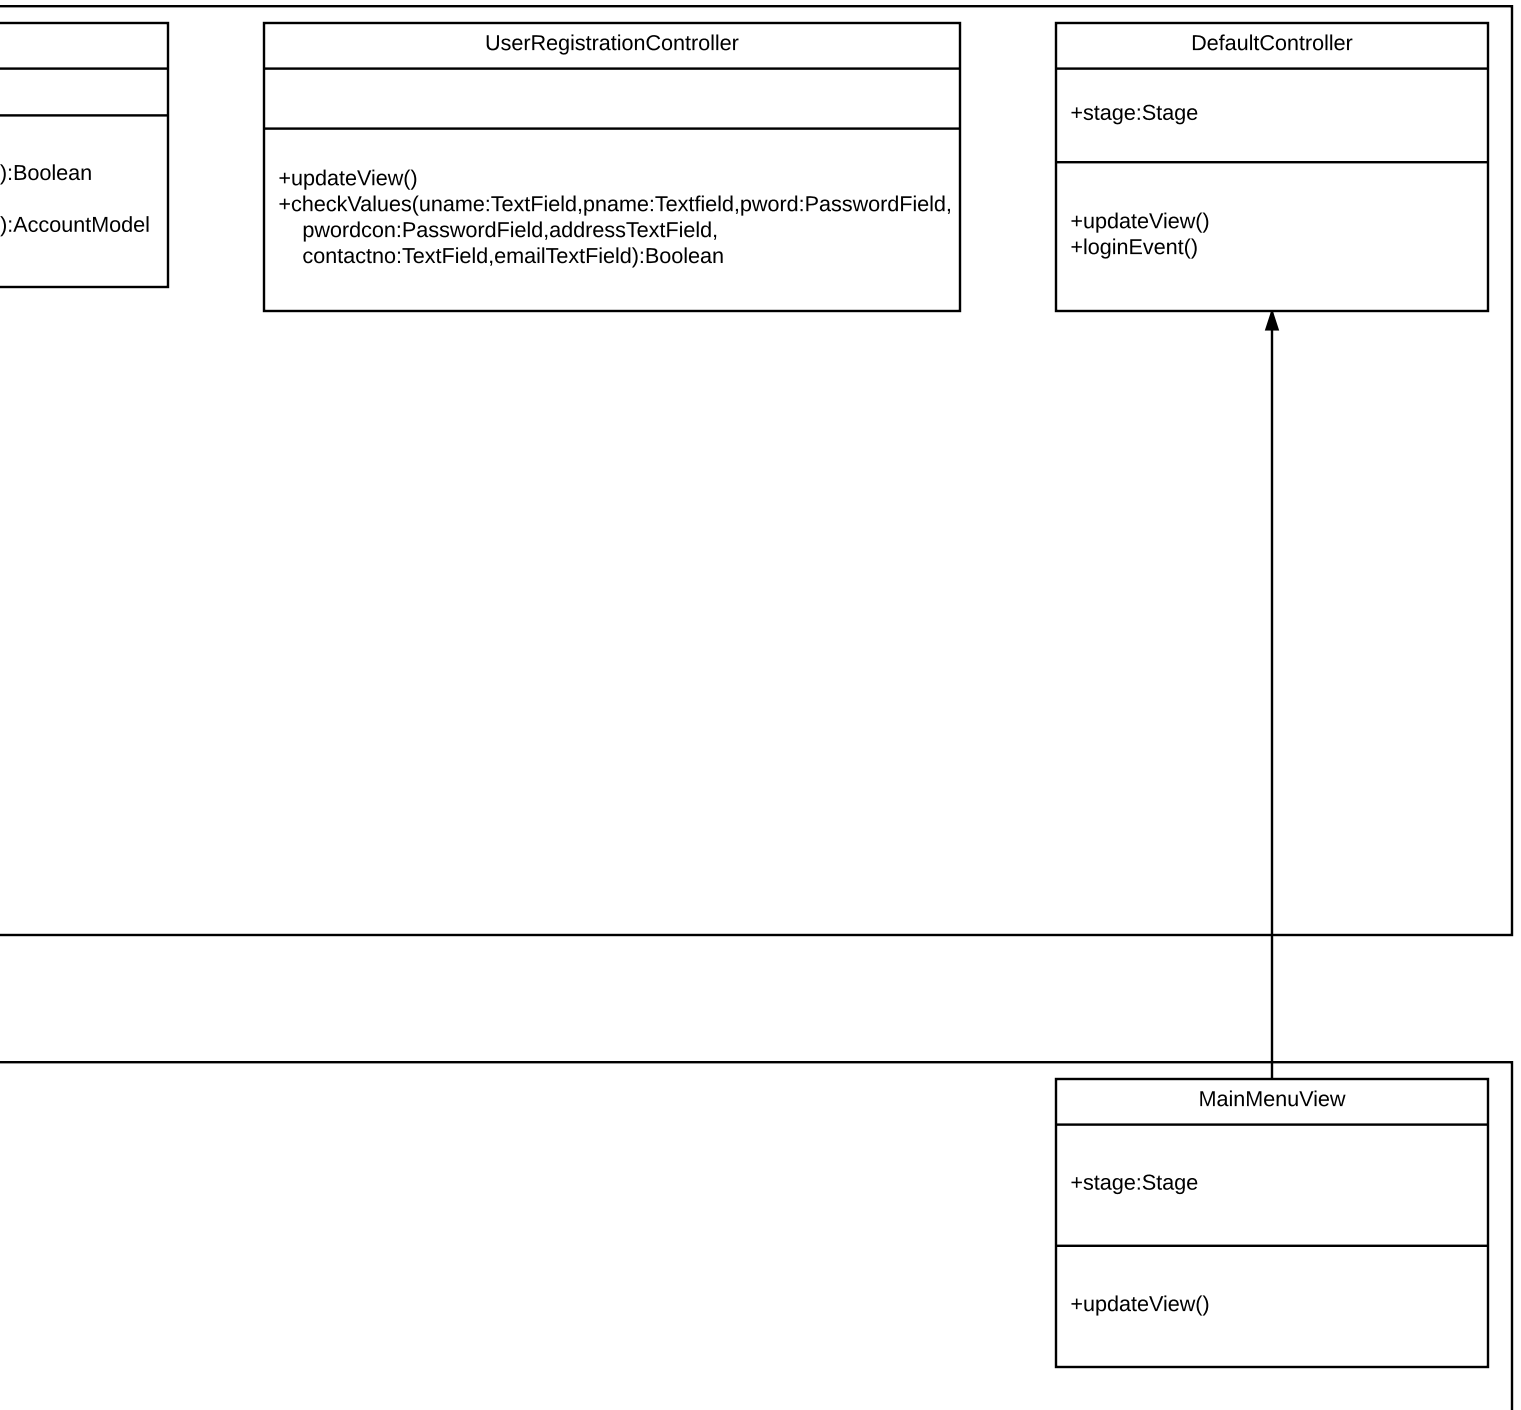 ):Boolean
):AccountModel
UserRegistrationController
+updateView()
+checkValues(uname:TextField,pname:Textfield,pword:PasswordField,
pwordcon:PasswordField,addressTextField,
contactno:TextField,emailTextField):Boolean
DefaultController
+stage:Stage
+updateView()
+loginEvent()
MainMenuView
+stage:Stage
+updateView()